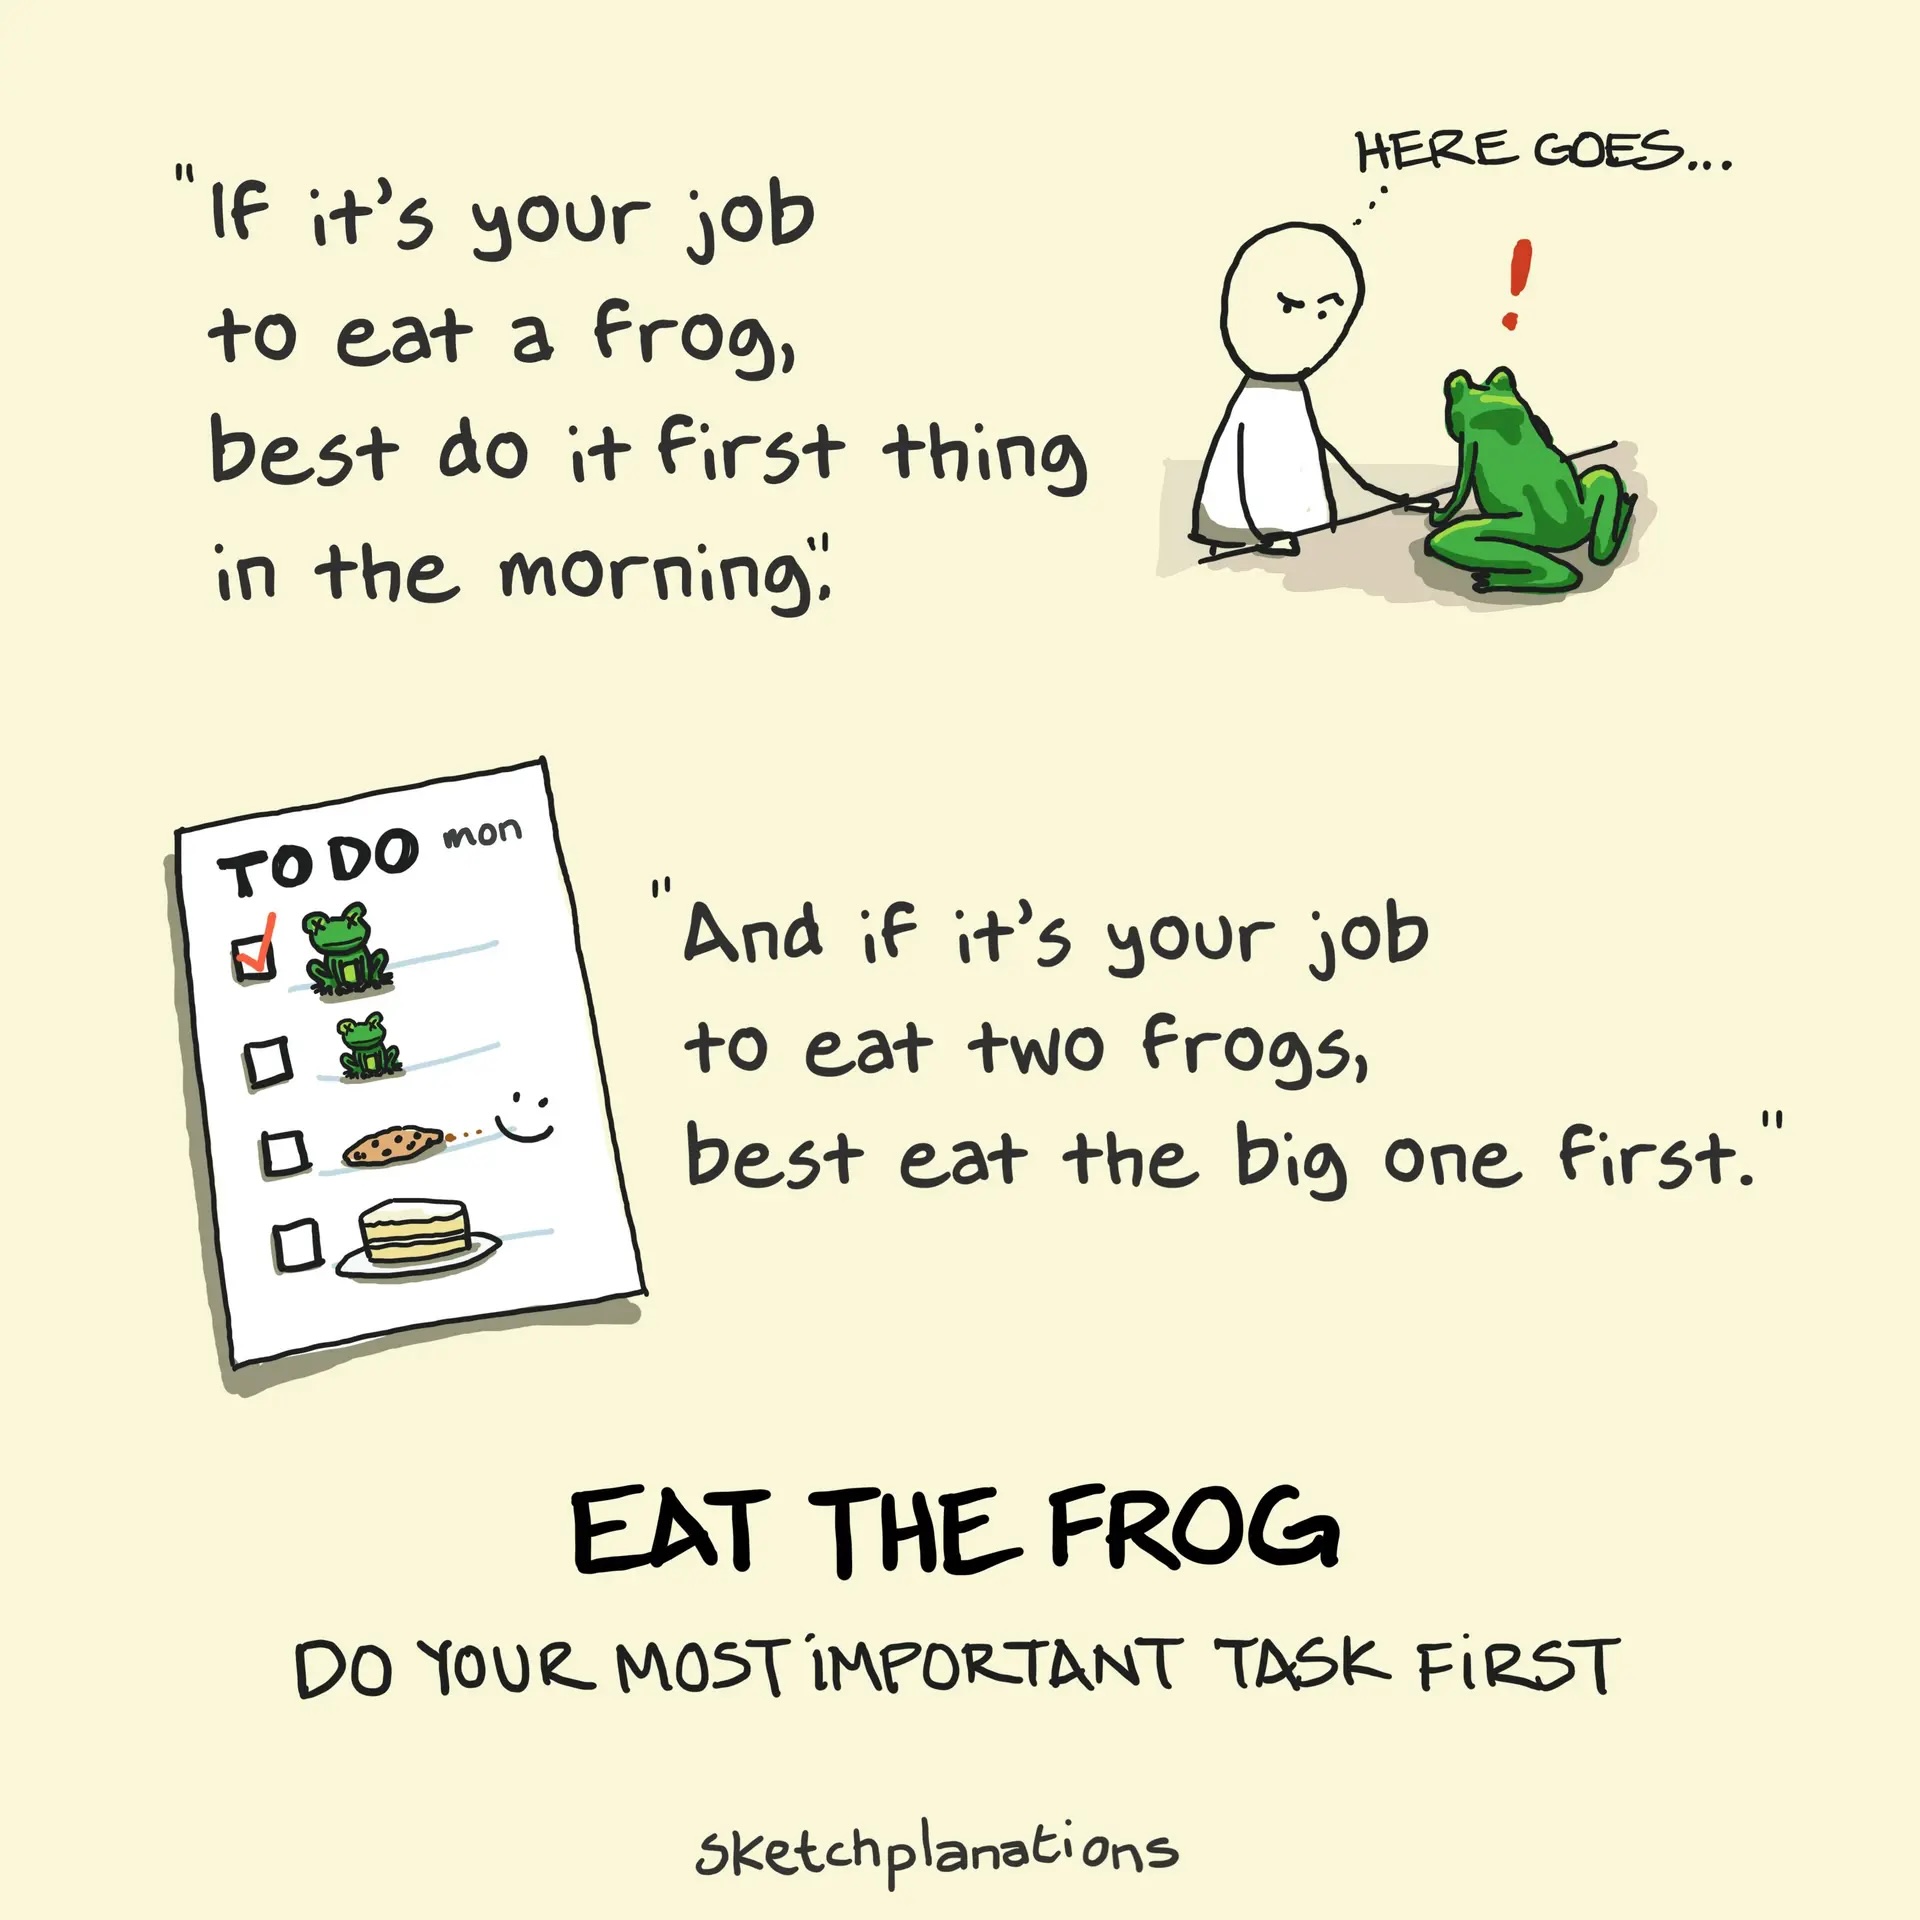 "If it's your job
to eat a frog,
best do it first thing
in the morning."
HERE GOES...
!
TO DO mon
"And if it's your job
to eat two frogs,
best eat the big one first."
EAT THE FROG
DO YOUR MOST IMPORTANT TASK FIRST
sketchplanations